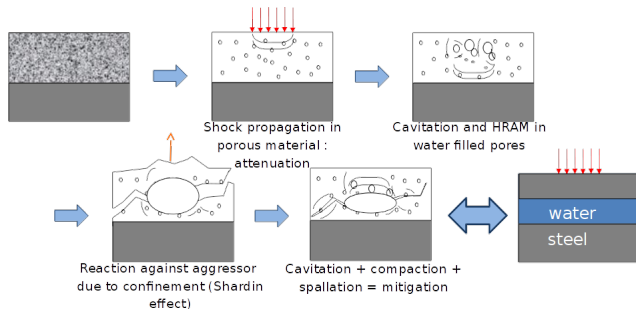 Shock propagation in
porous material :
attenuation
Cavitation and HRAM in
water filled pores
Reaction against aggressor
due to confinement (Shardin
effect)
Cavitation + compaction +
spallation = mitigation
water
steel